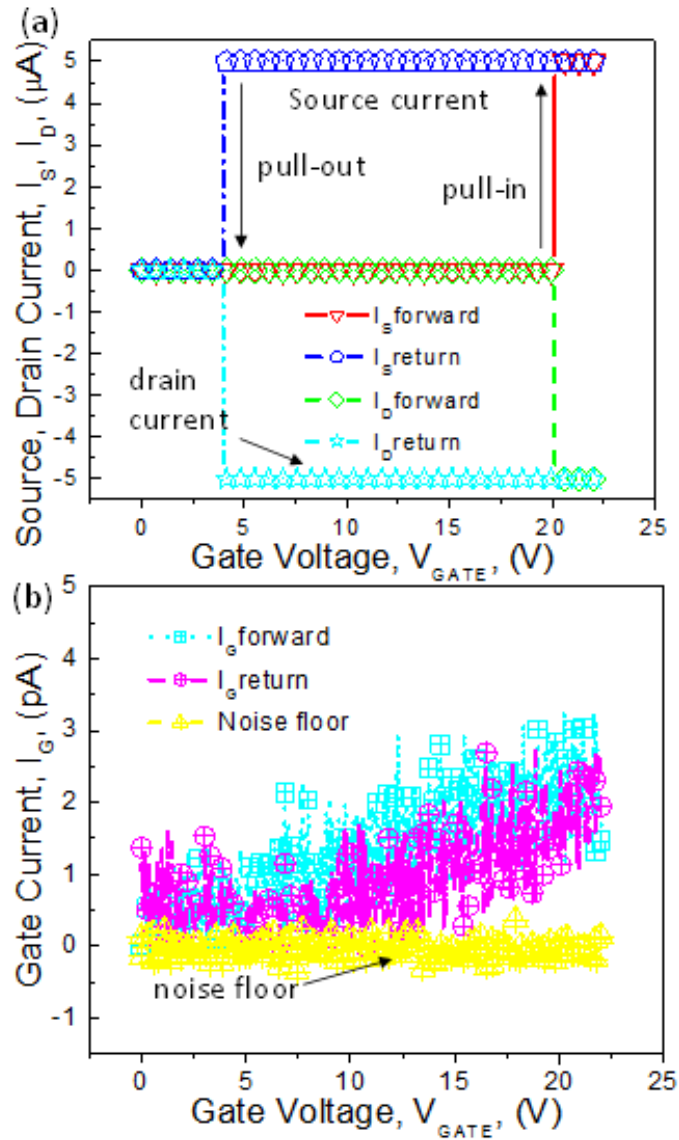 (a)
5
4
3
2
1
0
-1
-2
-3
-4
-5
Source, Drain Current, I_S, I_D, (μA)
Source current
pull-out
pull-in
I_S forward
I_S return
I_D forward
I_D return
drain
current
0 5 10 15 20 25
Gate Voltage, V_GATE, (V)
(b)
5
4
3
2
1
0
-1
Gate Current, I_G, (pA)
I_G forward
I_G return
Noise floor
noise floor
0 5 10 15 20 25
Gate Voltage, V_GATE, (V)